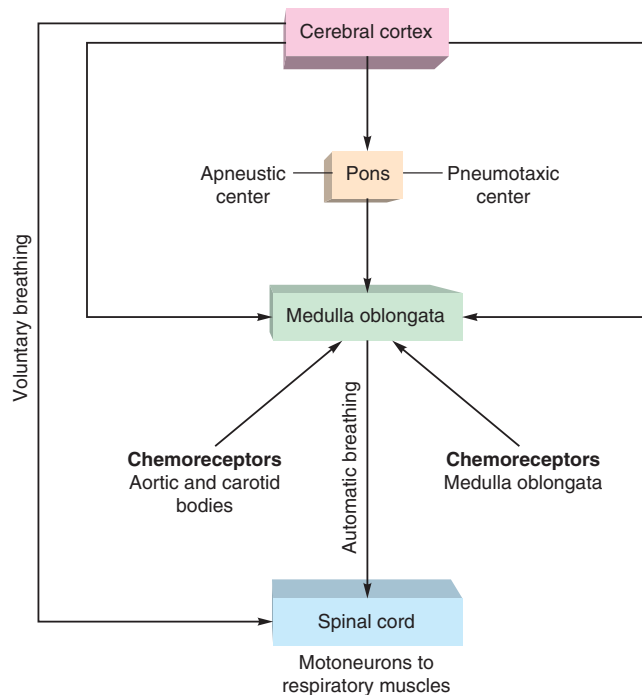 Cerebral cortex
Apneustic
center
Pons
Pneumotaxic
center
Voluntary breathing
Medulla oblongata
Chemoreceptors
Aortic and carotid
bodies
Automatic breathing
Chemoreceptors
Medulla oblongata
Spinal cord
Motoneurons to
respiratory muscles